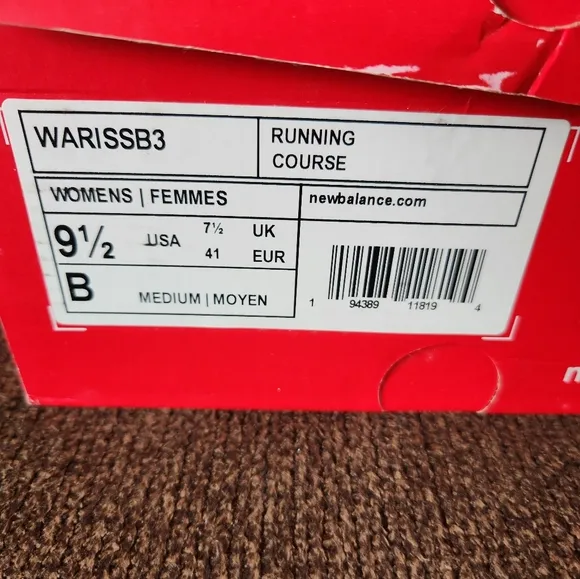 WARISSB3
RUNNING
COURSE
WOMENS | FEMMES
newbalance.com
9½ USA 7½ UK
41 EUR
B MEDIUM | MOYEN
1 94389 11819 4